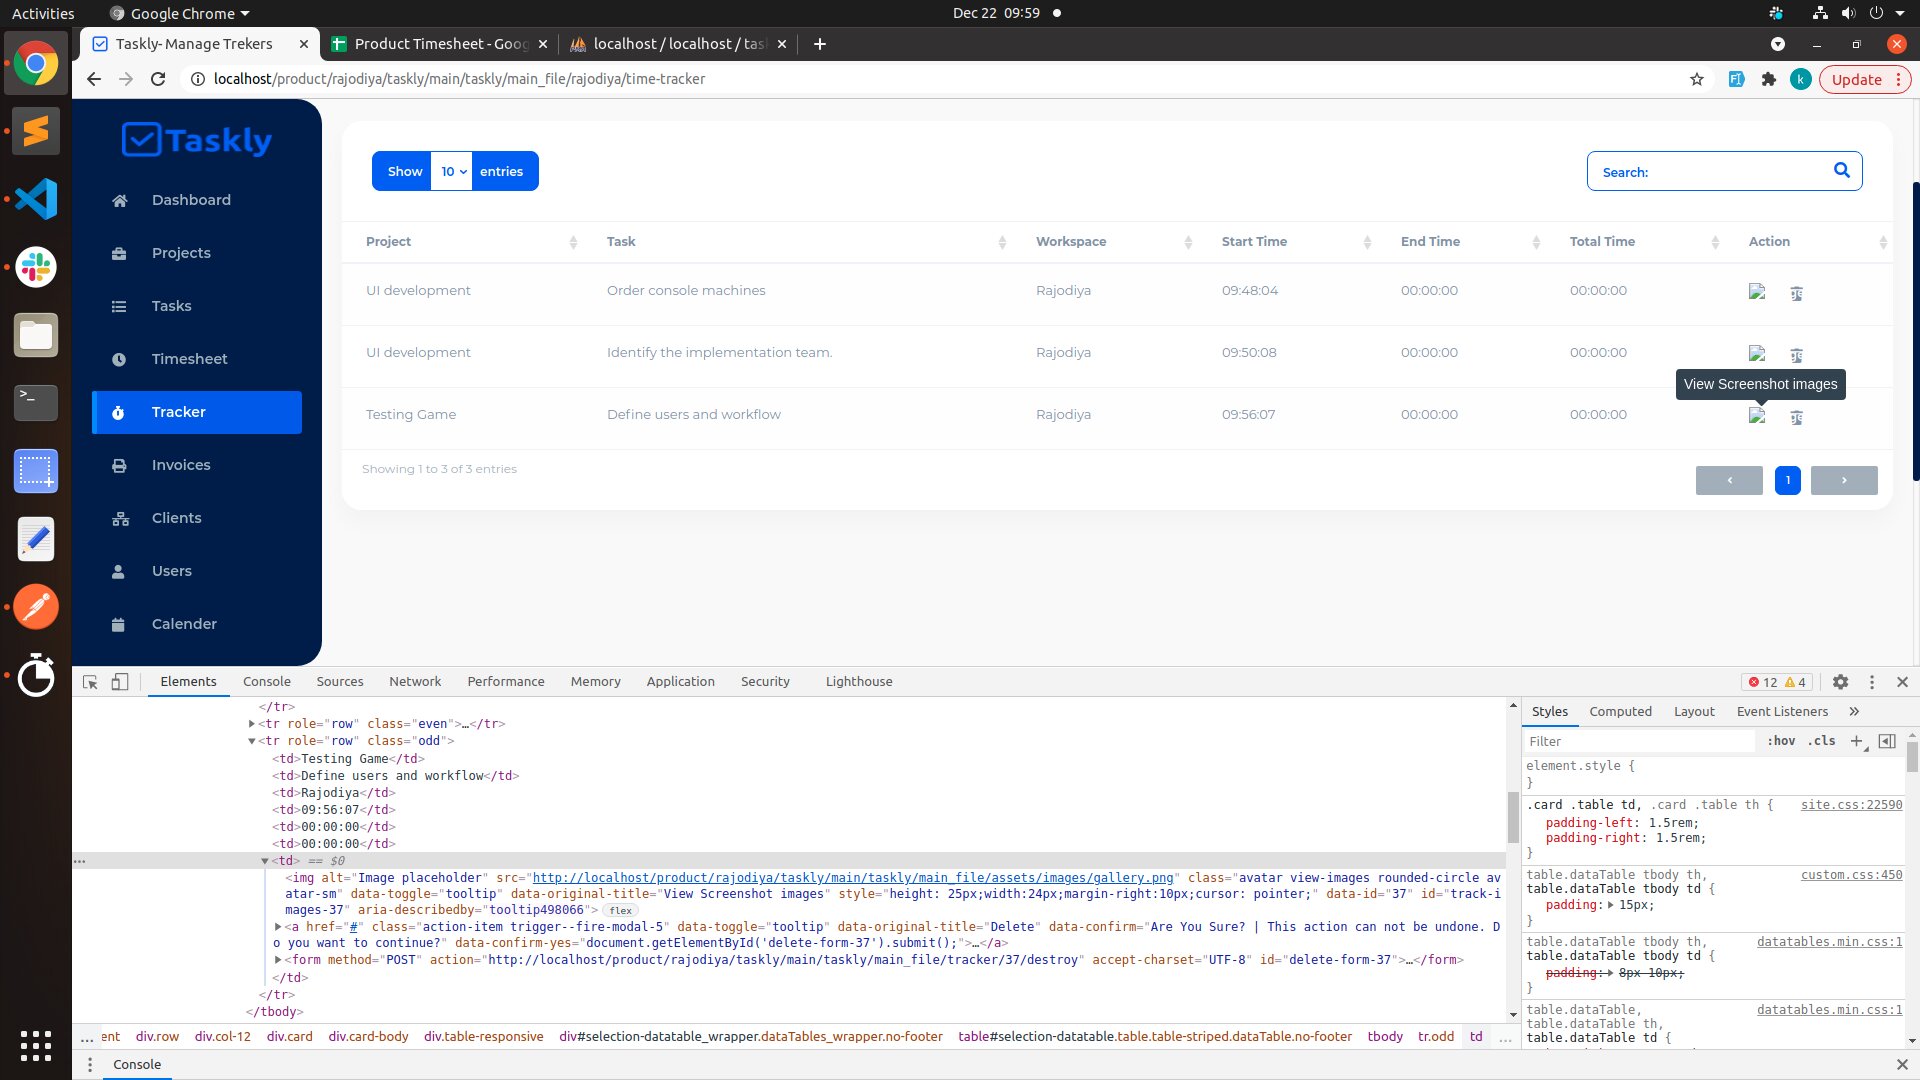 Activities
Google Chrome
Dec 22 09:59
Taskly- Manage Trekers
Product Timesheet - Goog
localhost / localhost / tas
localhost/product/rajodiya/taskly/main/taskly/main_file/rajodiya/time-tracker
k
Update
Taskly
Dashboard
Projects
Tasks
Timesheet
Tracker
Invoices
Clients
Users
Calender
Show 10 entries
Search:
Project Task Workspace Start Time End Time Total Time Action
UI development Order console machines Rajodiya 09:48:04 00:00:00 00:00:00
UI development Identify the implementation team. Rajodiya 09:50:08 00:00:00 00:00:00
View Screenshot images
Testing Game Define users and workflow Rajodiya 09:56:07 00:00:00 00:00:00
Showing 1 to 3 of 3 entries
‹ 1 ›
Elements Console Sources Network Performance Memory Application Security Lighthouse
12 4
</tr>
<tr role="row" class="even">…</tr>
<tr role="row" class="odd">
<td>Testing Game</td>
<td>Define users and workflow</td>
<td>Rajodiya</td>
<td>09:56:07</td>
<td>00:00:00</td>
<td>00:00:00</td>
… <td> == $0
<img alt="Image placeholder" src="http://localhost/product/rajodiya/taskly/main/taskly/main_file/assets/images/gallery.png" class="avatar view-images rounded-circle av
atar-sm" data-toggle="tooltip" data-original-title="View Screenshot images" style="height: 25px;width:24px;margin-right:10px;cursor: pointer;" data-id="37" id="track-i
mages-37" aria-describedby="tooltip498066"> flex
<a href="#" class="action-item trigger--fire-modal-5" data-toggle="tooltip" data-original-title="Delete" data-confirm="Are You Sure? | This action can not be undone. D
o you want to continue?" data-confirm-yes="document.getElementById('delete-form-37').submit();">…</a>
<form method="POST" action="http://localhost/product/rajodiya/taskly/main/taskly/main_file/tracker/37/destroy" accept-charset="UTF-8" id="delete-form-37">…</form>
</td>
</tr>
</tbody>
… ent div.row div.col-12 div.card div.card-body div.table-responsive div#selection-datatable_wrapper.dataTables_wrapper.no-footer table#selection-datatable.table.table-striped.dataTable.no-footer tbody tr.odd td …
Console
Styles Computed Layout Event Listeners »
Filter :hov .cls +
element.style {
}
.card .table td, .card .table th { site.css:22590
padding-left: 1.5rem;
padding-right: 1.5rem;
}
table.dataTable tbody th, custom.css:450
table.dataTable tbody td {
padding: 15px;
}
table.dataTable tbody th, datatables.min.css:1
table.dataTable tbody td {
padding: 8px 10px;
}
table.dataTable, datatables.min.css:1
table.dataTable th,
table.dataTable td {